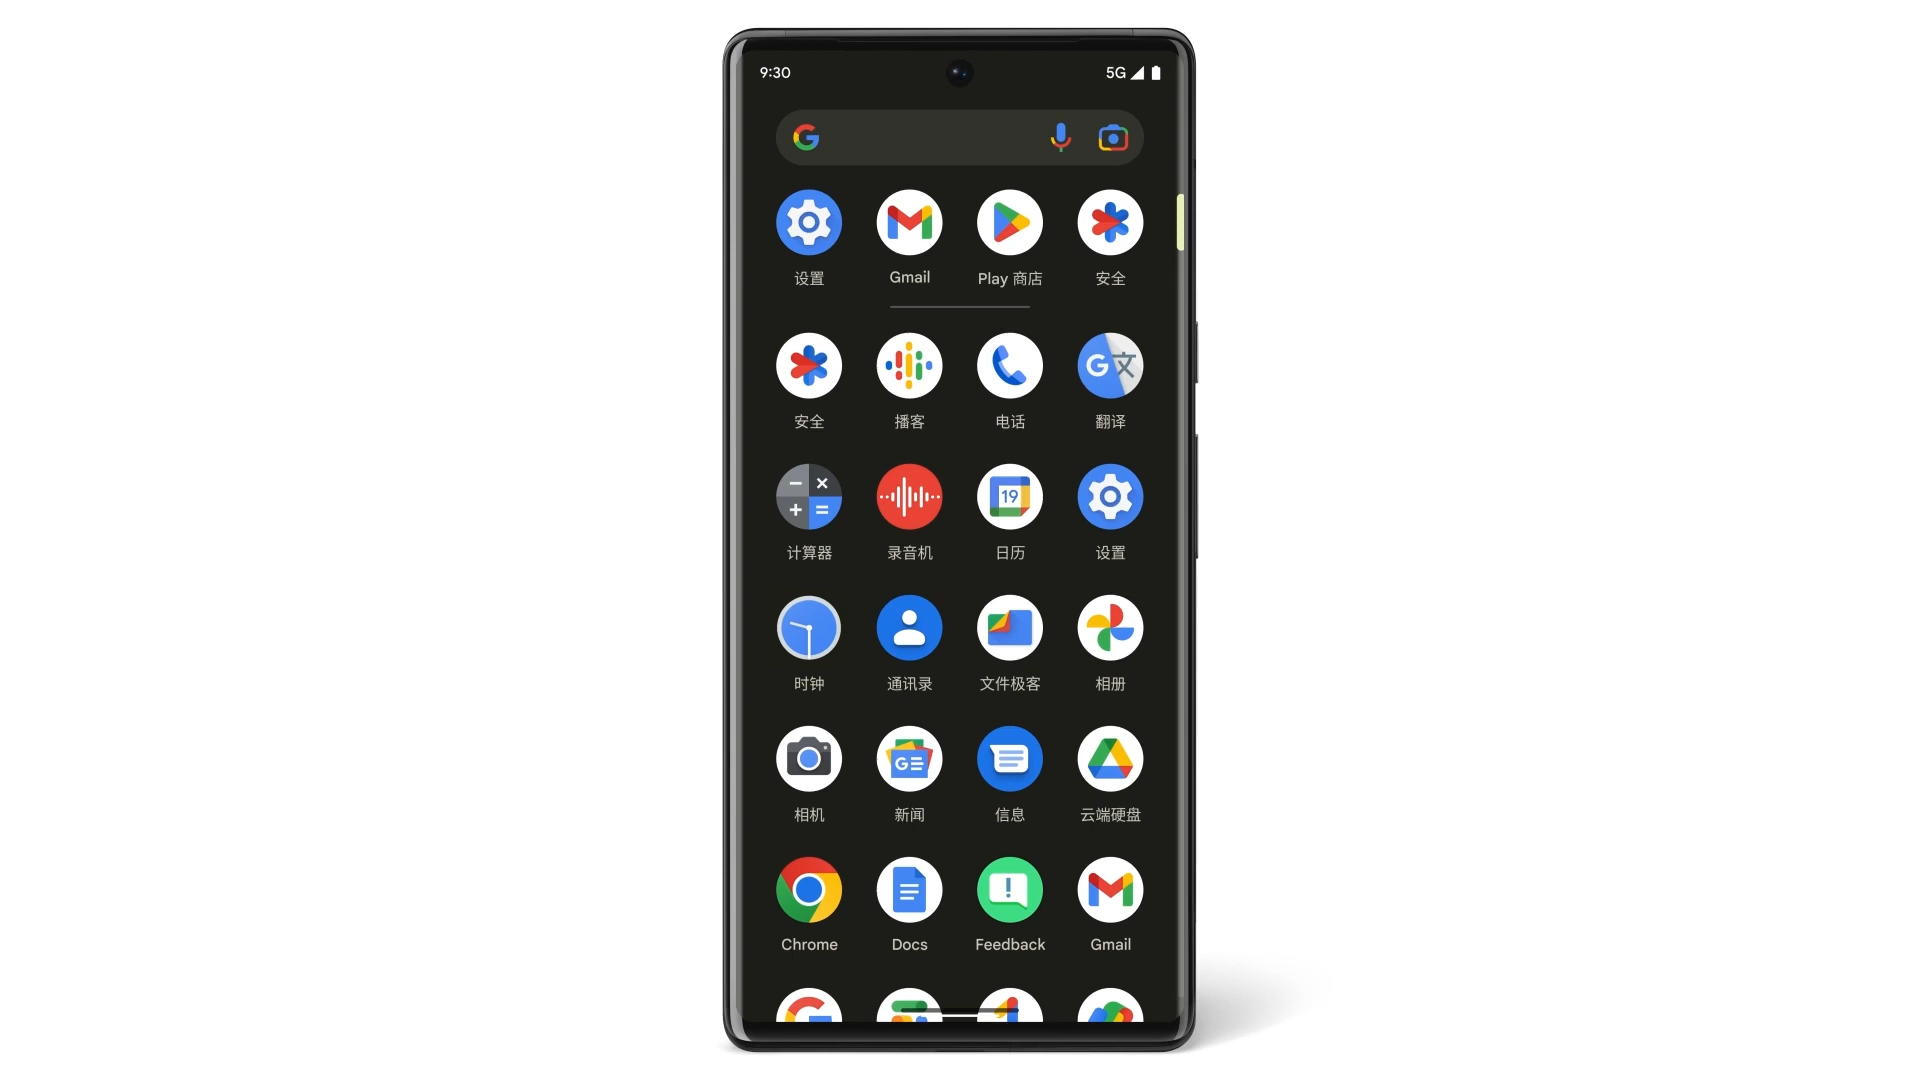 9:30 5G
设置 Gmail Play 商店 安全
安全 播客 电话 翻译
19
计算器 录音机 日历 设置
时钟 通讯录 文件极客 相册
相机 新闻 信息 云端硬盘
Chrome Docs Feedback Gmail